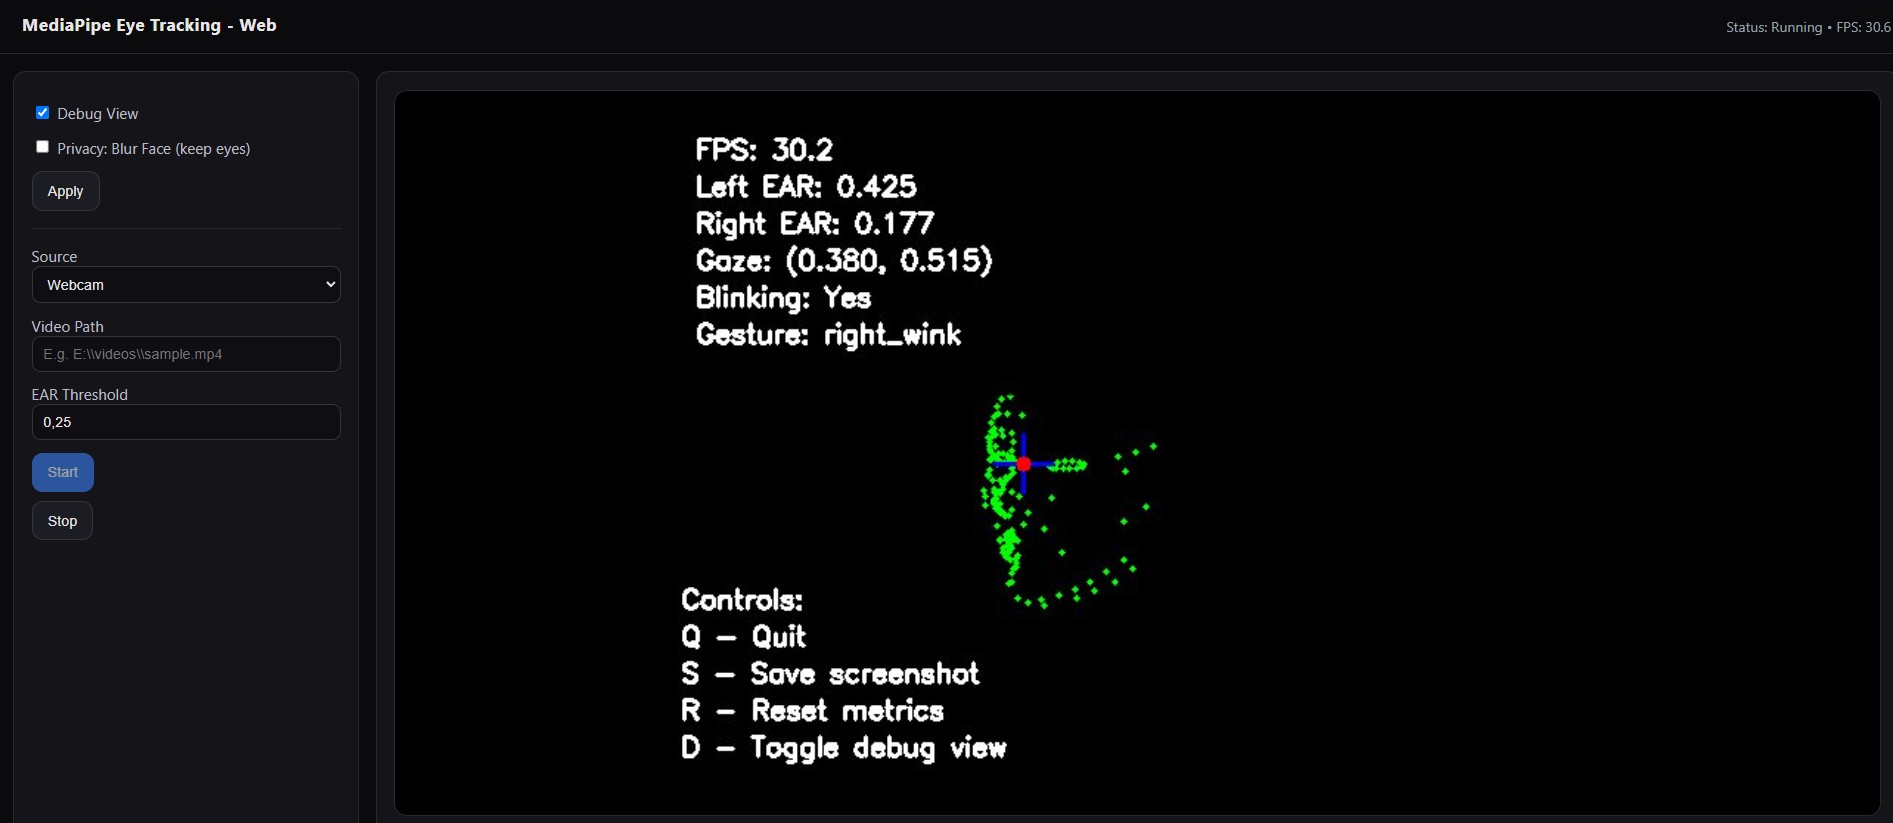 MediaPipe Eye Tracking - Web
Status: Running • FPS: 30.6
Debug View
Privacy: Blur Face (keep eyes)
Apply
Source
Webcam
Video Path
E.g. E:\\videos\\sample.mp4
EAR Threshold
0,25
Start
Stop
FPS: 30.2
Left EAR: 0.425
Right EAR: 0.177
Gaze: (0.380, 0.515)
Blinking: Yes
Gesture: right_wink
Controls:
Q - Quit
S - Save screenshot
R - Reset metrics
D - Toggle debug view